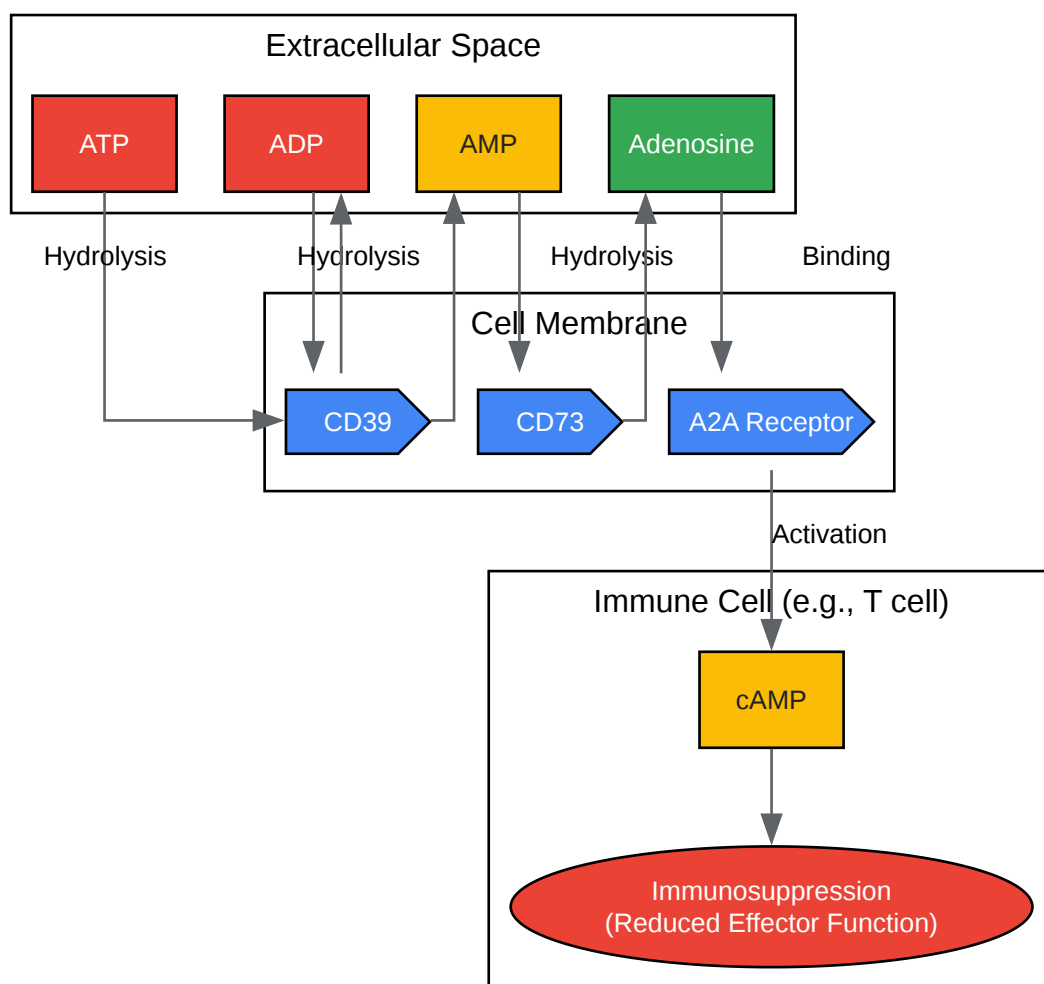 Extracellular Space
ATP
ADP
AMP
Adenosine
Hydrolysis
Hydrolysis
Hydrolysis
Binding
Cell Membrane
CD39
CD73
A2A Receptor
Activation
Immune Cell (e.g., T cell)
cAMP
Immunosuppression
(Reduced Effector Function)